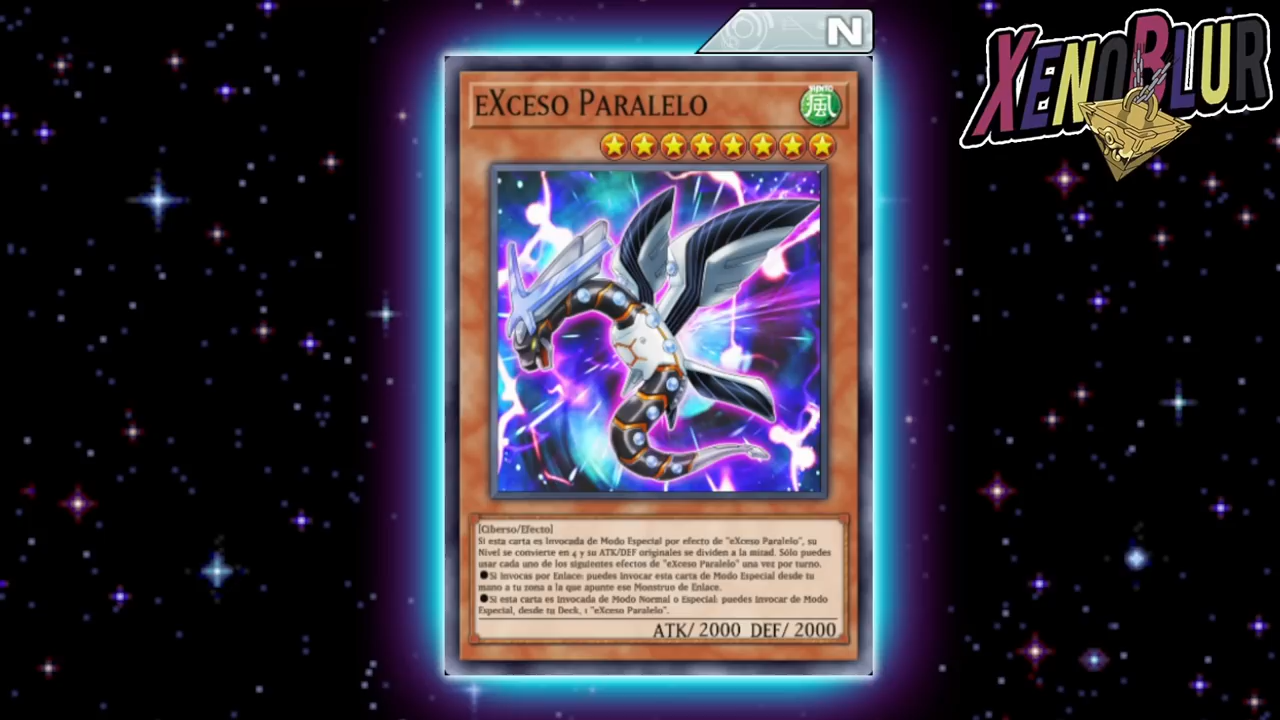 N
XENOBLUR
eXceso Paralelo
VIENTO
風
[Ciberso/Efecto]
Si esta carta es Invocada de Modo Especial por efecto de "eXceso Paralelo", su
Nivel se convierte en 4 y su ATK/DEF originales se dividen a la mitad. Sólo puedes
usar cada uno de los siguientes efectos de "eXceso Paralelo" una vez por turno.
●Si Invocas por Enlace: puedes Invocar esta carta de Modo Especial desde tu
mano a tu zona a la que apunte ese Monstruo de Enlace.
●Si esta carta es Invocada de Modo Normal o Especial: puedes Invocar de Modo
Especial, desde tu Deck, 1 "eXceso Paralelo".
ATK/ 2000 DEF/ 2000